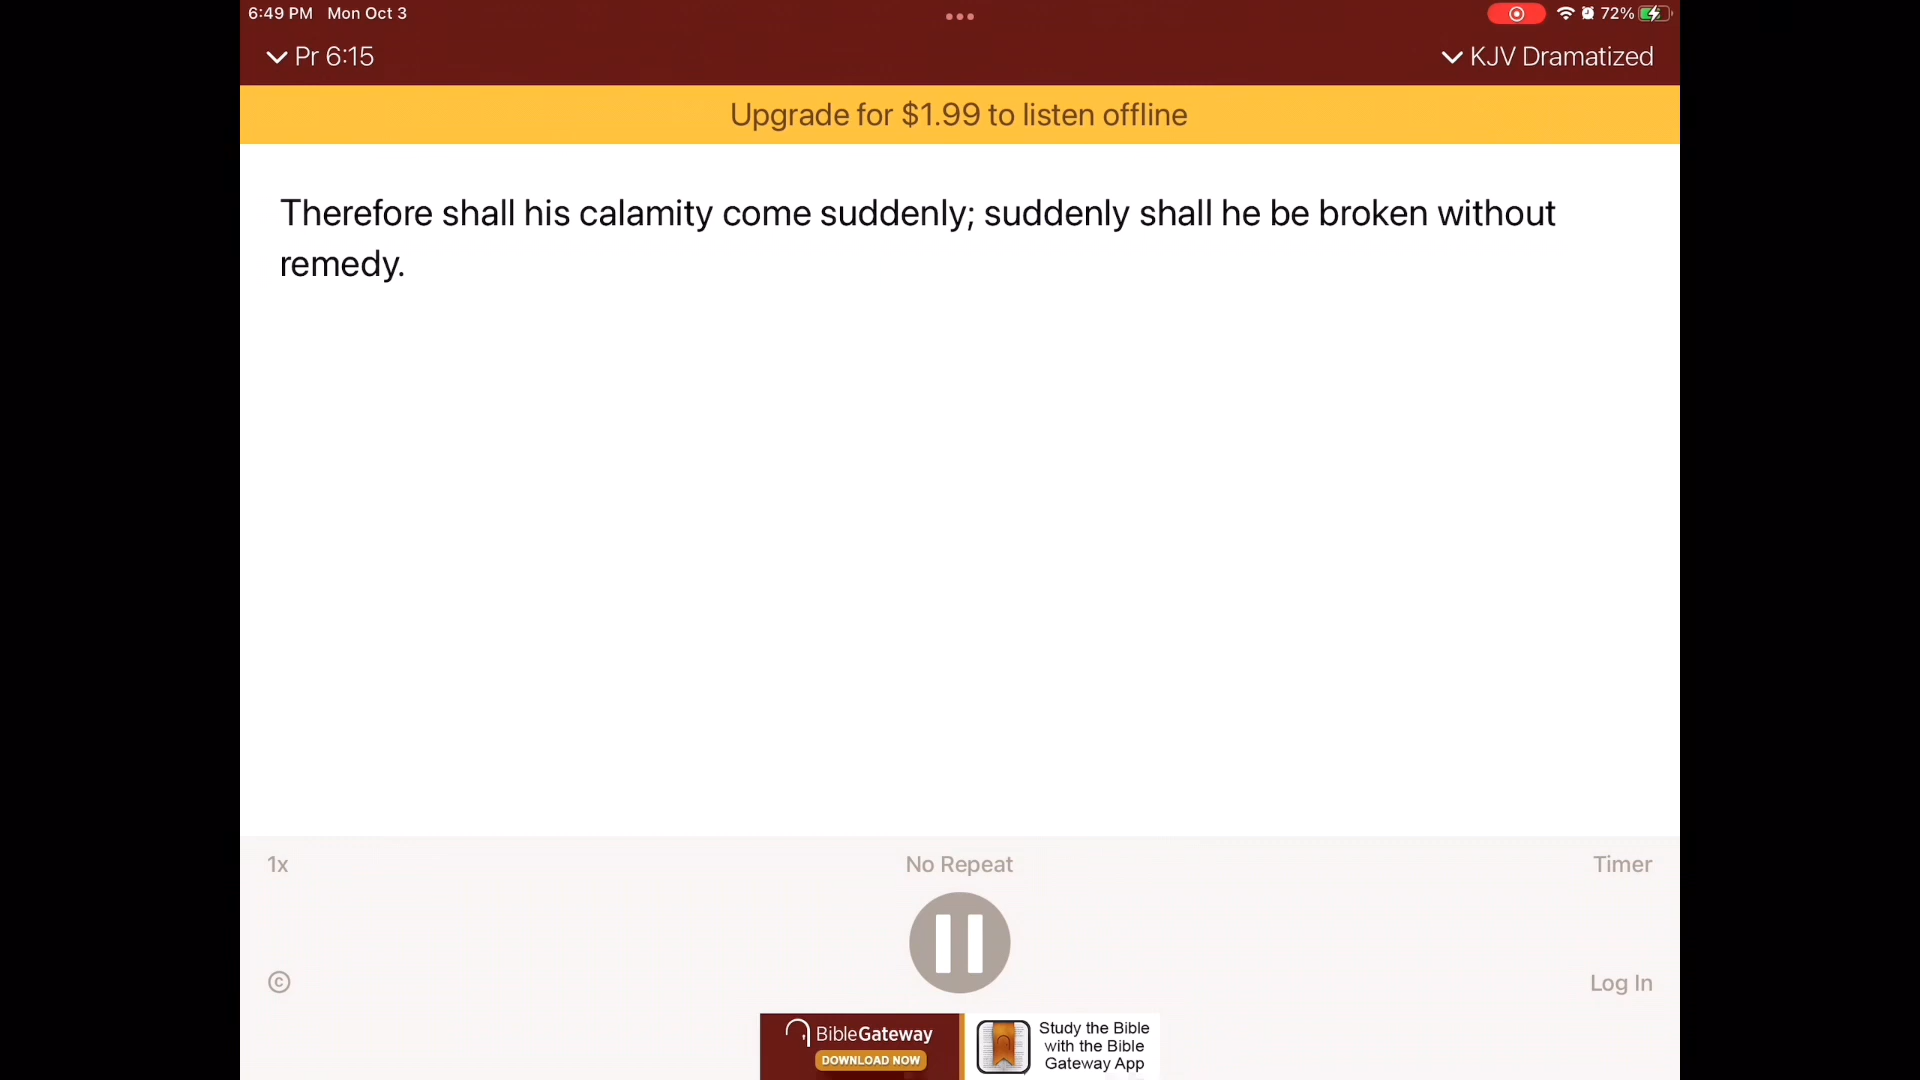 6:49 PM Mon Oct 3
72%
Pr 6:15
KJV Dramatized
Upgrade for $1.99 to listen offline
Therefore shall his calamity come suddenly; suddenly shall he be broken without
remedy.
1x
No Repeat
Timer
©
Log In
BibleGateway
DOWNLOAD NOW
Study the Bible
with the Bible
Gateway App